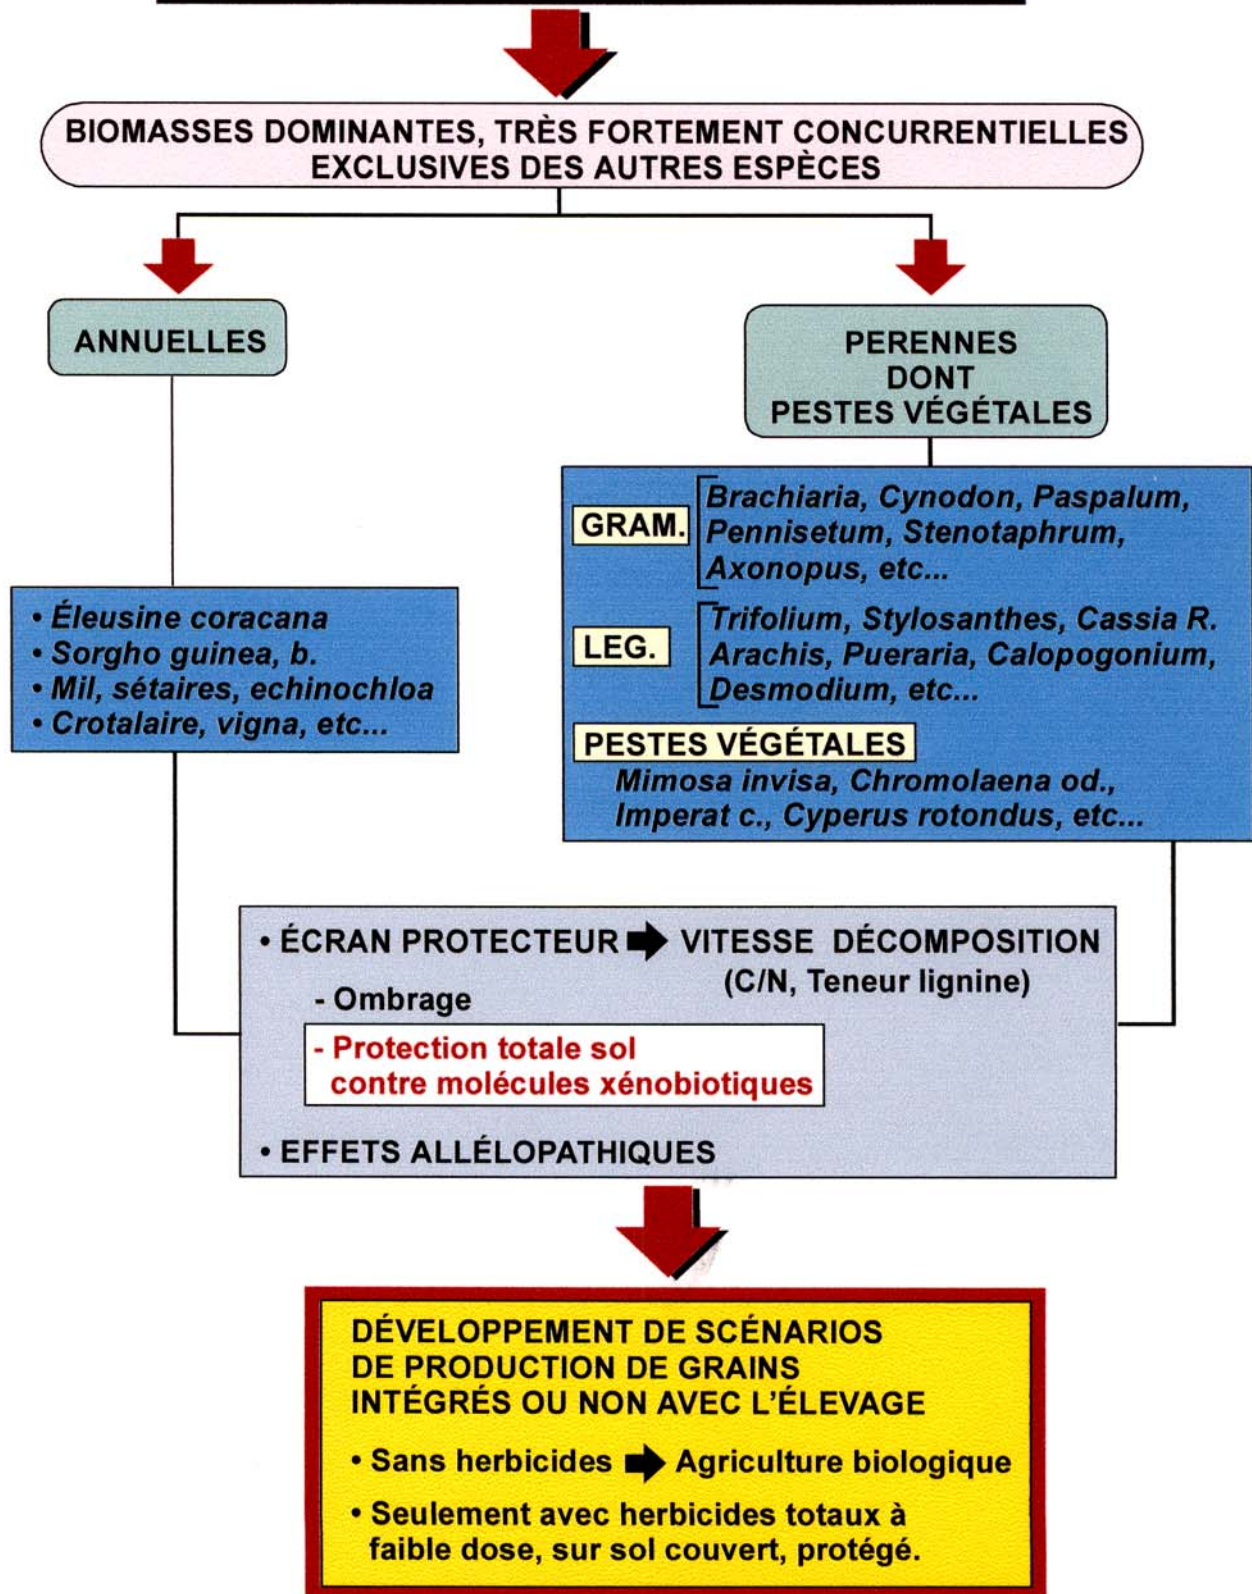 BIOMASSES DOMINANTES, TRÈS FORTEMENT CONCURRENTIELLES
EXCLUSIVES DES AUTRES ESPÈCES
ANNUELLES
PERENNES
DONT
PESTES VÉGÉTALES
• Éleusine coracana
• Sorgho guinea, b.
• Mil, sétaires, echinochloa
• Crotalaire, vigna, etc...
GRAM.
Brachiaria, Cynodon, Paspalum,
Pennisetum, Stenotaphrum,
Axonopus, etc...
LEG.
Trifolium, Stylosanthes, Cassia R.
Arachis, Pueraria, Calopogonium,
Desmodium, etc...
PESTES VÉGÉTALES
Mimosa invisa, Chromolaena od.,
Imperat c., Cyperus rotondus, etc...
• ÉCRAN PROTECTEUR ➡ VITESSE DÉCOMPOSITION
(C/N, Teneur lignine)
- Ombrage
- Protection totale sol
contre molécules xénobiotiques
• EFFETS ALLÉLOPATHIQUES
DÉVELOPPEMENT DE SCÉNARIOS
DE PRODUCTION DE GRAINS
INTÉGRÉS OU NON AVEC L'ÉLEVAGE
• Sans herbicides ➡ Agriculture biologique
• Seulement avec herbicides totaux à
faible dose, sur sol couvert, protégé.